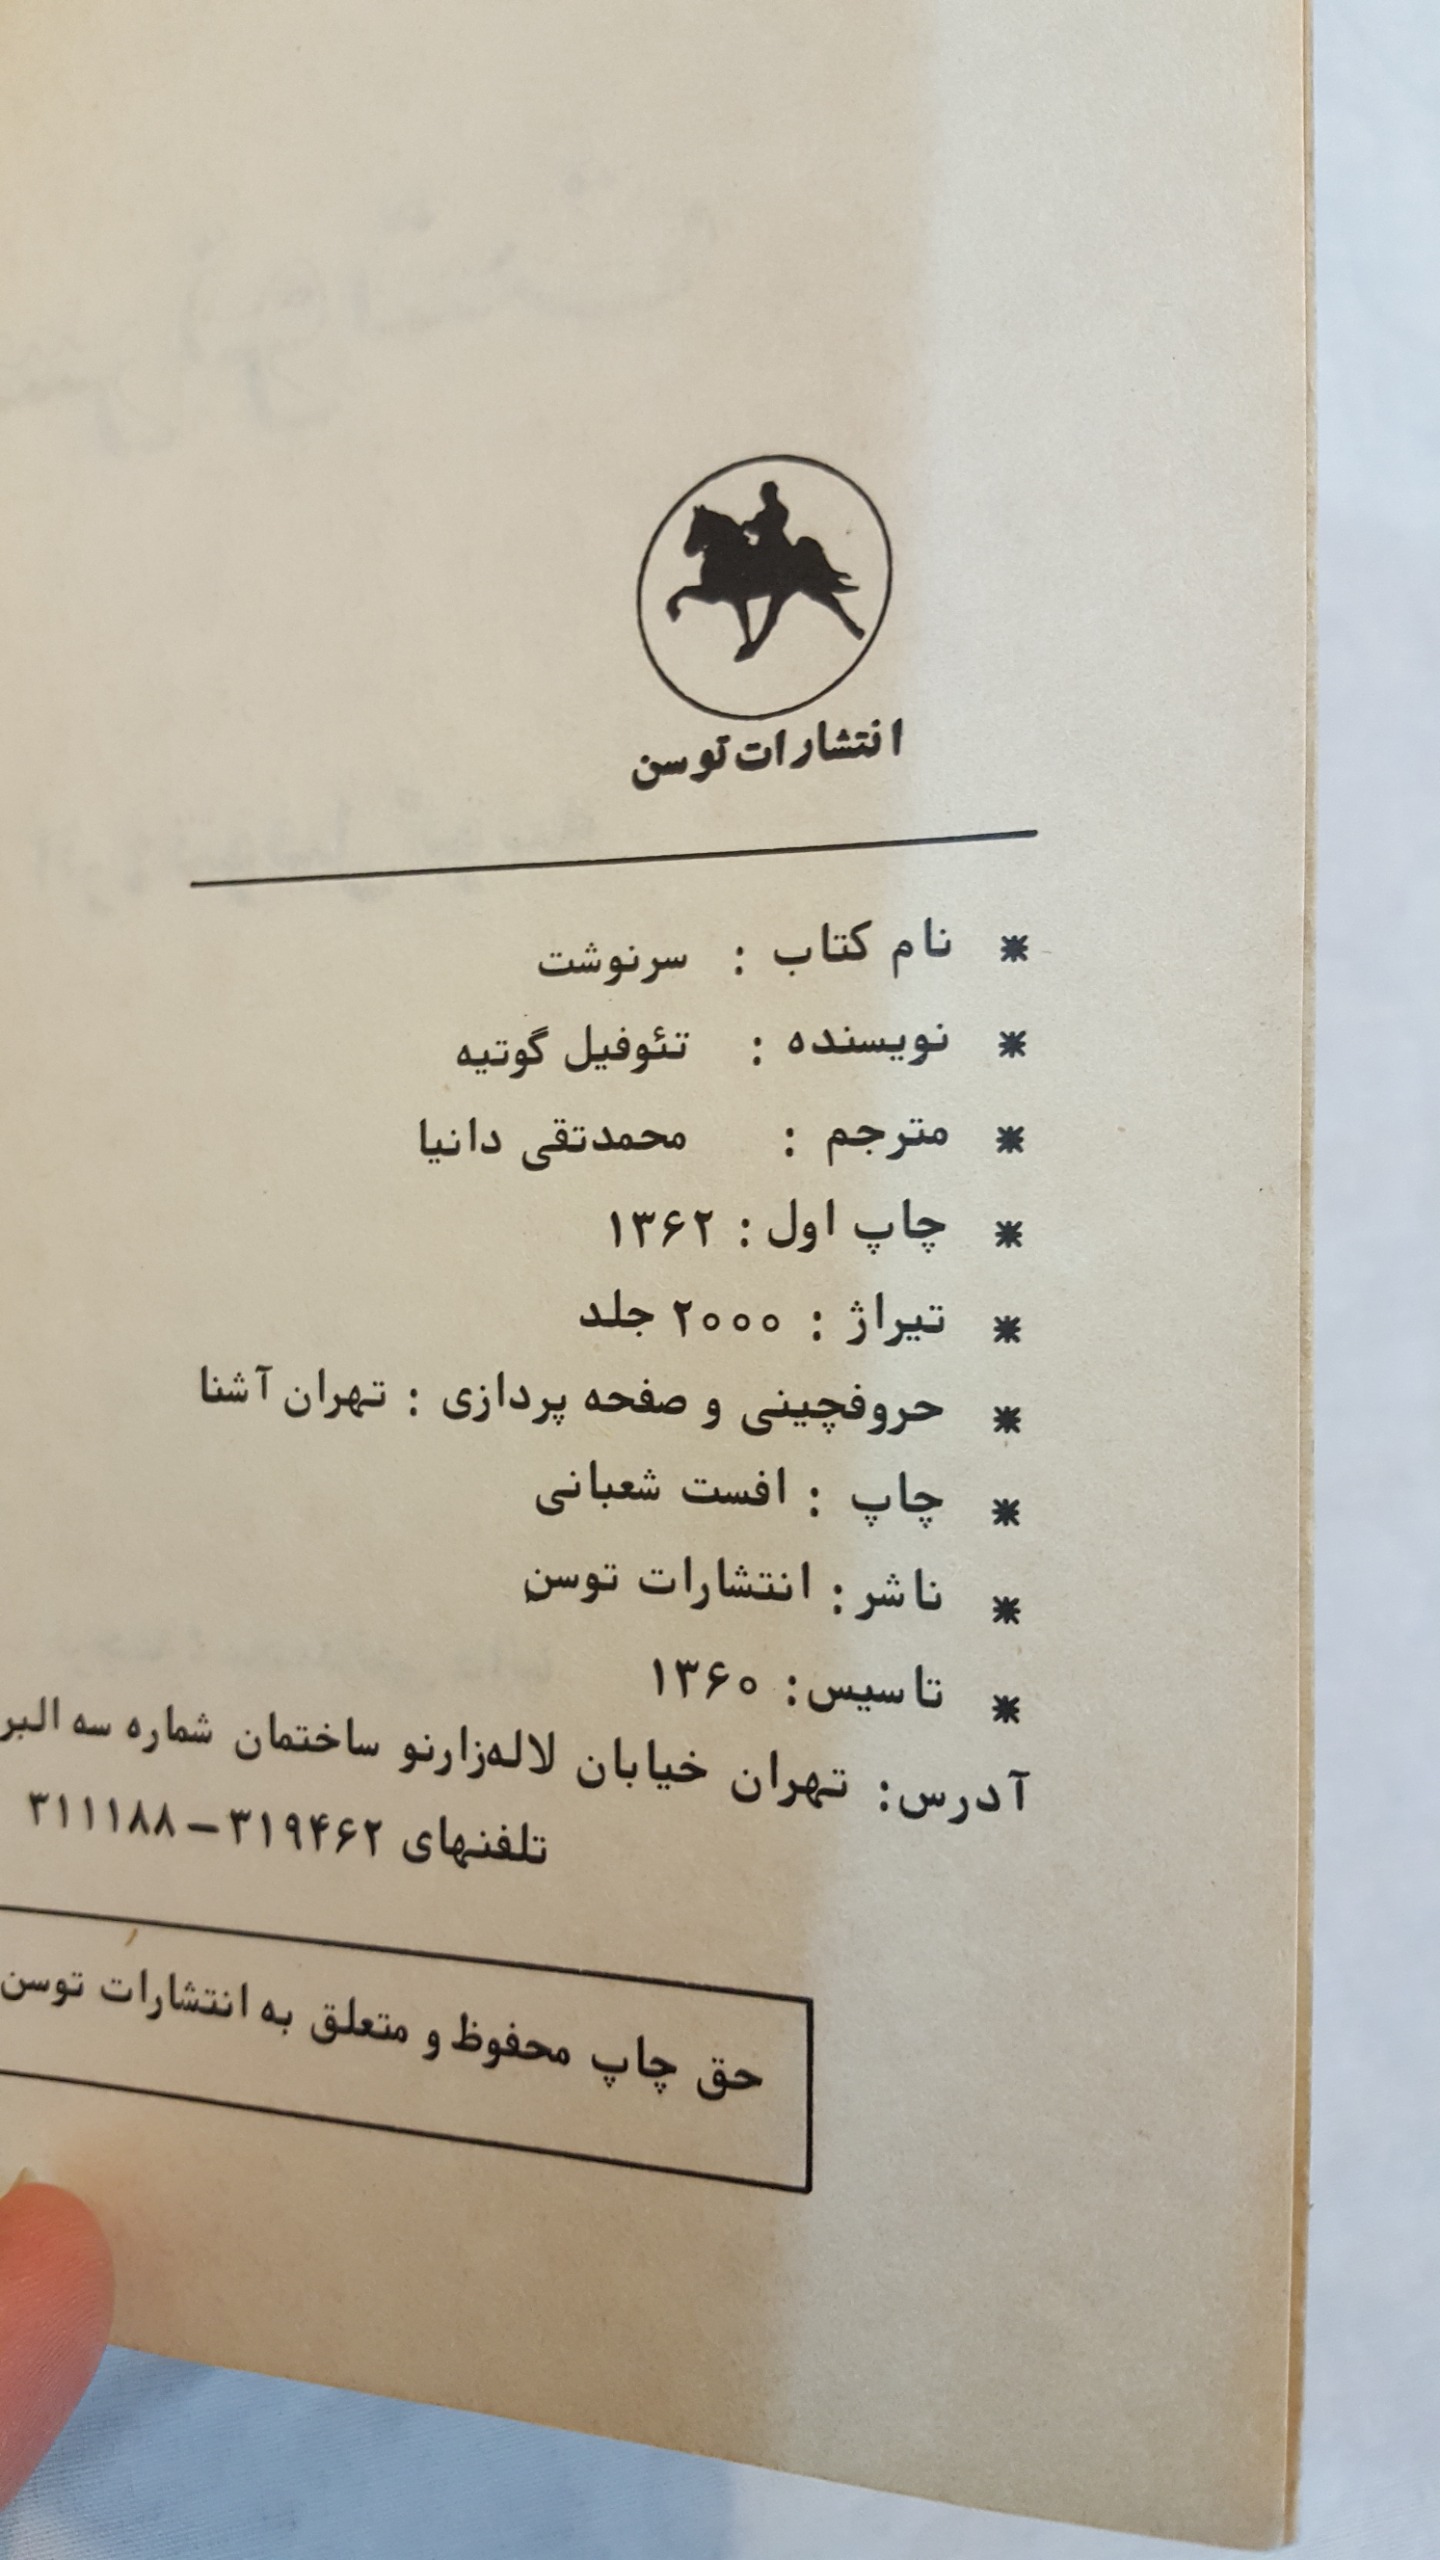 انتشارات توسن
* نام کتاب : سرنوشت
* نویسنده : تئوفیل گوتیه
* مترجم : محمدتقی دانیا
* چاپ اول : ۱۳۶۲
* تیراژ : ۲۰۰۰ جلد
* حروفچینی و صفحه پردازی : تهران آشنا
* چاپ : افست شعبانی
* ناشر : انتشارات توسن
* تاسیس : ۱۳۶۰
آدرس: تهران خیابان لاله‌زارنو ساختمان شماره سه البر
تلفنهای ۳۱۹۴۶۲ – ۳۱۱۱۸۸
حق چاپ محفوظ و متعلق به انتشارات توسن